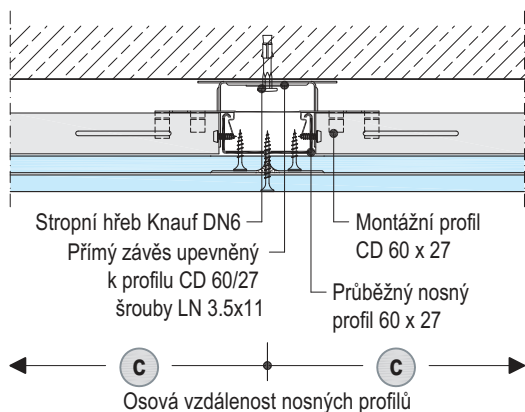 Stropní hřeb Knauf DN6
Přímý závěs upevněný
k profilu CD 60/27
šrouby LN 3.5x11
Montážní profil
CD 60 x 27
Průběžný nosný
profil 60 x 27
c
c
Osová vzdálenost nosných profilů